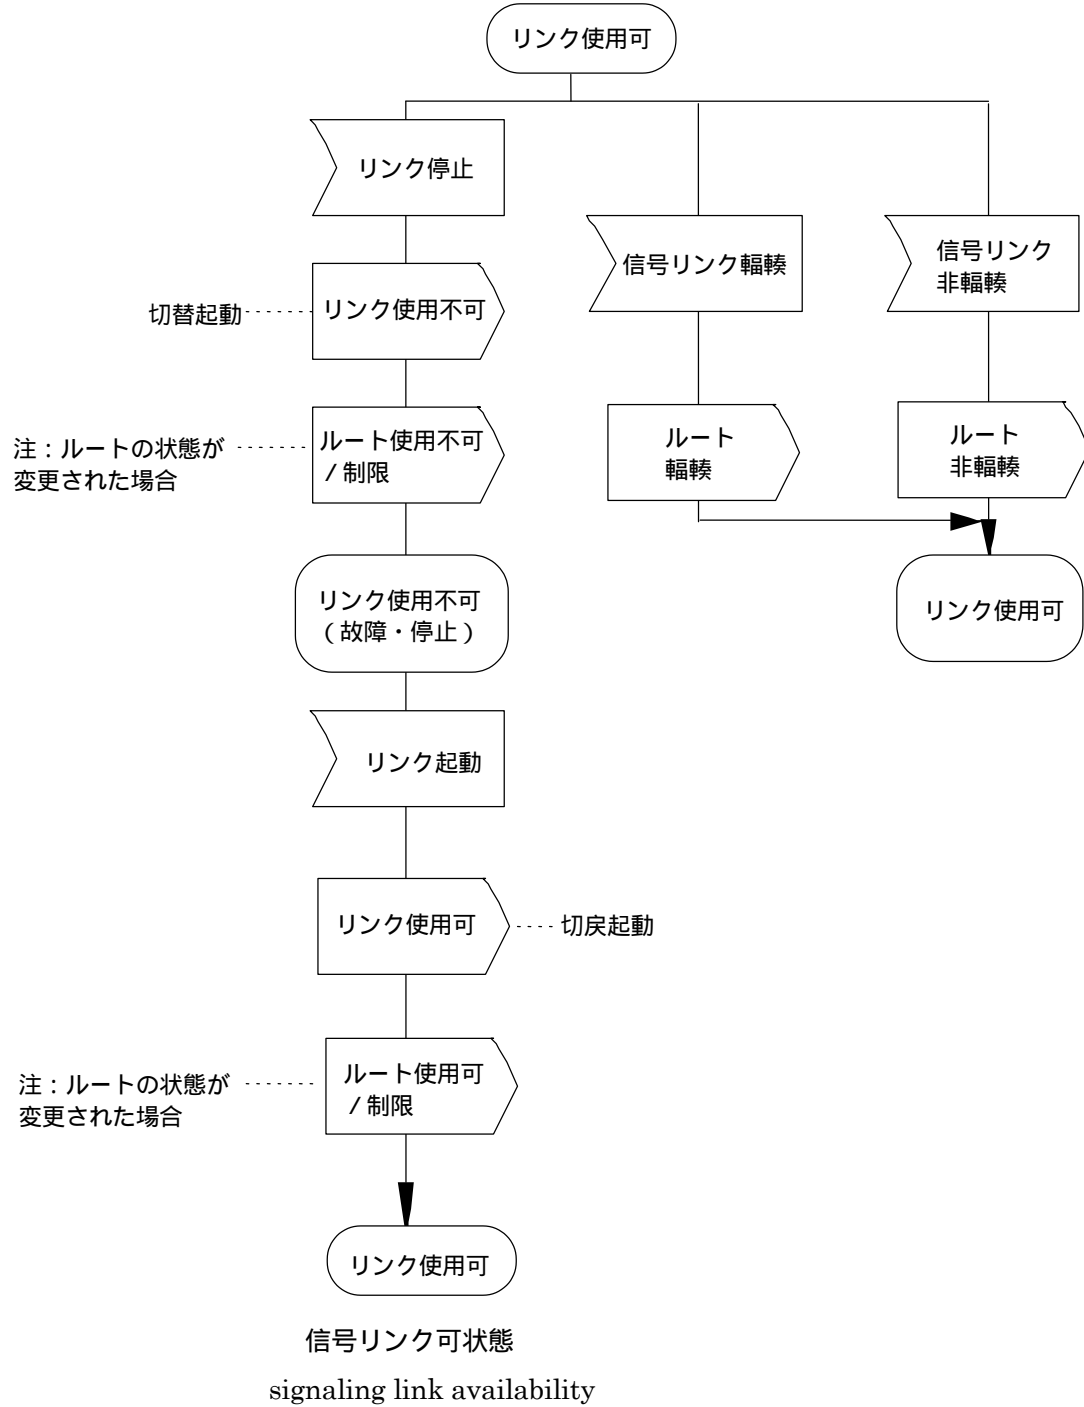 リンク使用可
リンク停止
信号リンク輻輳
信号リンク
非輻輳
切替起動
リンク使用不可
注：ルートの状態が
変更された場合
ルート使用不可
/ 制限
ルート
輻輳
ルート
非輻輳
リンク使用不可
（故障・停止）
リンク使用可
リンク起動
リンク使用可
切戻起動
注：ルートの状態が
変更された場合
ルート使用可
/ 制限
リンク使用可
信号リンク可状態
signaling link availability